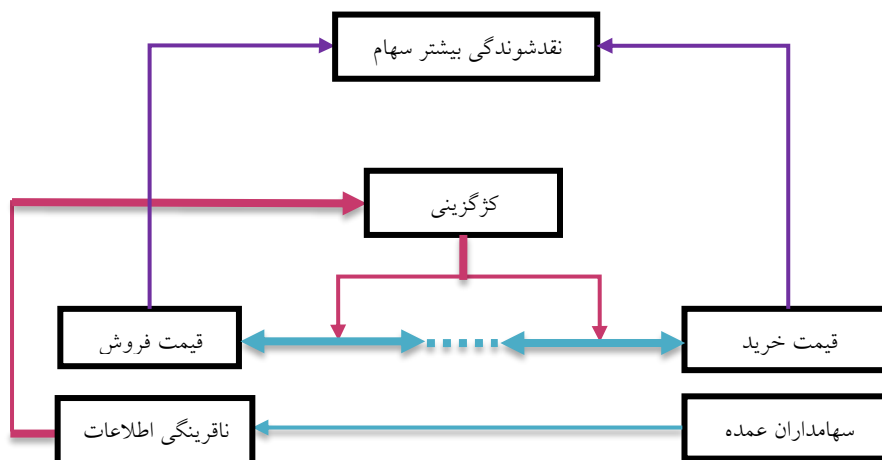 نقدشوندگی بیشتر سهام
کژگزینی
قیمت خرید
قیمت فروش
سهامداران عمده
ناقرینگی اطلاعات